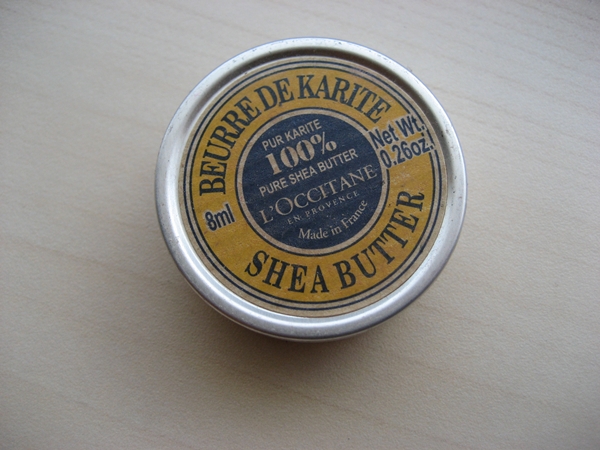 BEURRE DE KARITE
PUR KARITE
100%
PURE SHEA BUTTER
L'OCCITANE
EN PROVENCE
Made in France
8ml
Net Wt.
0.26oz.
SHEA BUTTER